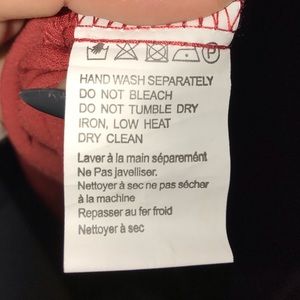 HAND WASH SEPARATELY
DO NOT BLEACH
DO NOT TUMBLE DRY
IRON, LOW HEAT
DRY CLEAN
Laver à la main séparément
Ne Pas javelliser.
Nettoyer à sec ne pas sécher
à la machine
Repasser au fer froid
Nettoyer à sec